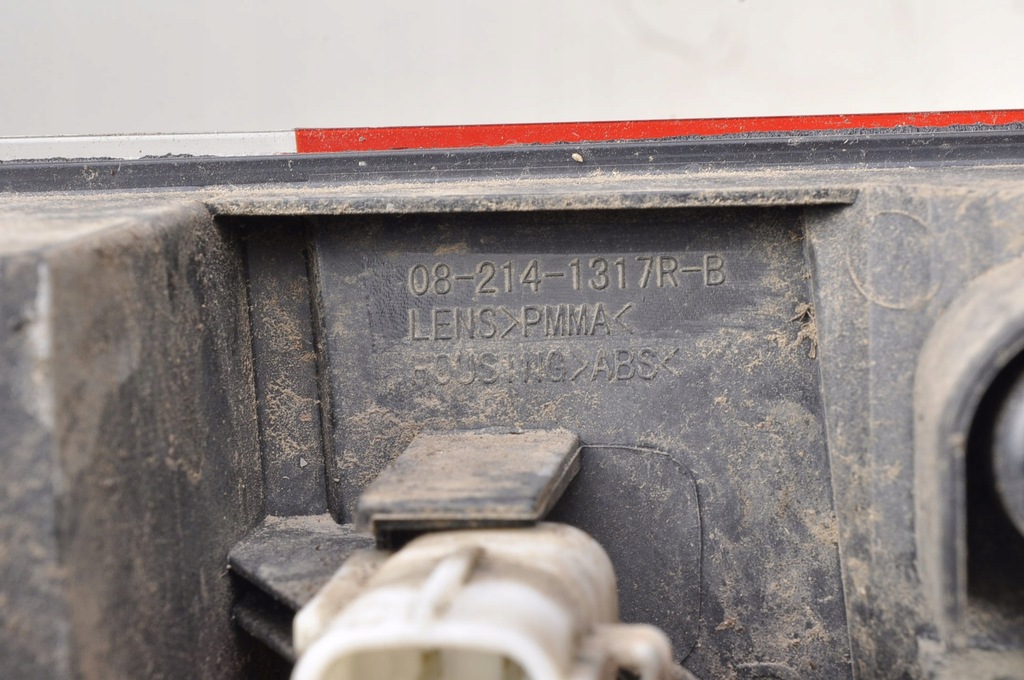 08-214-1317R-B
LENS>PMMA<
HOUSING>ABS<